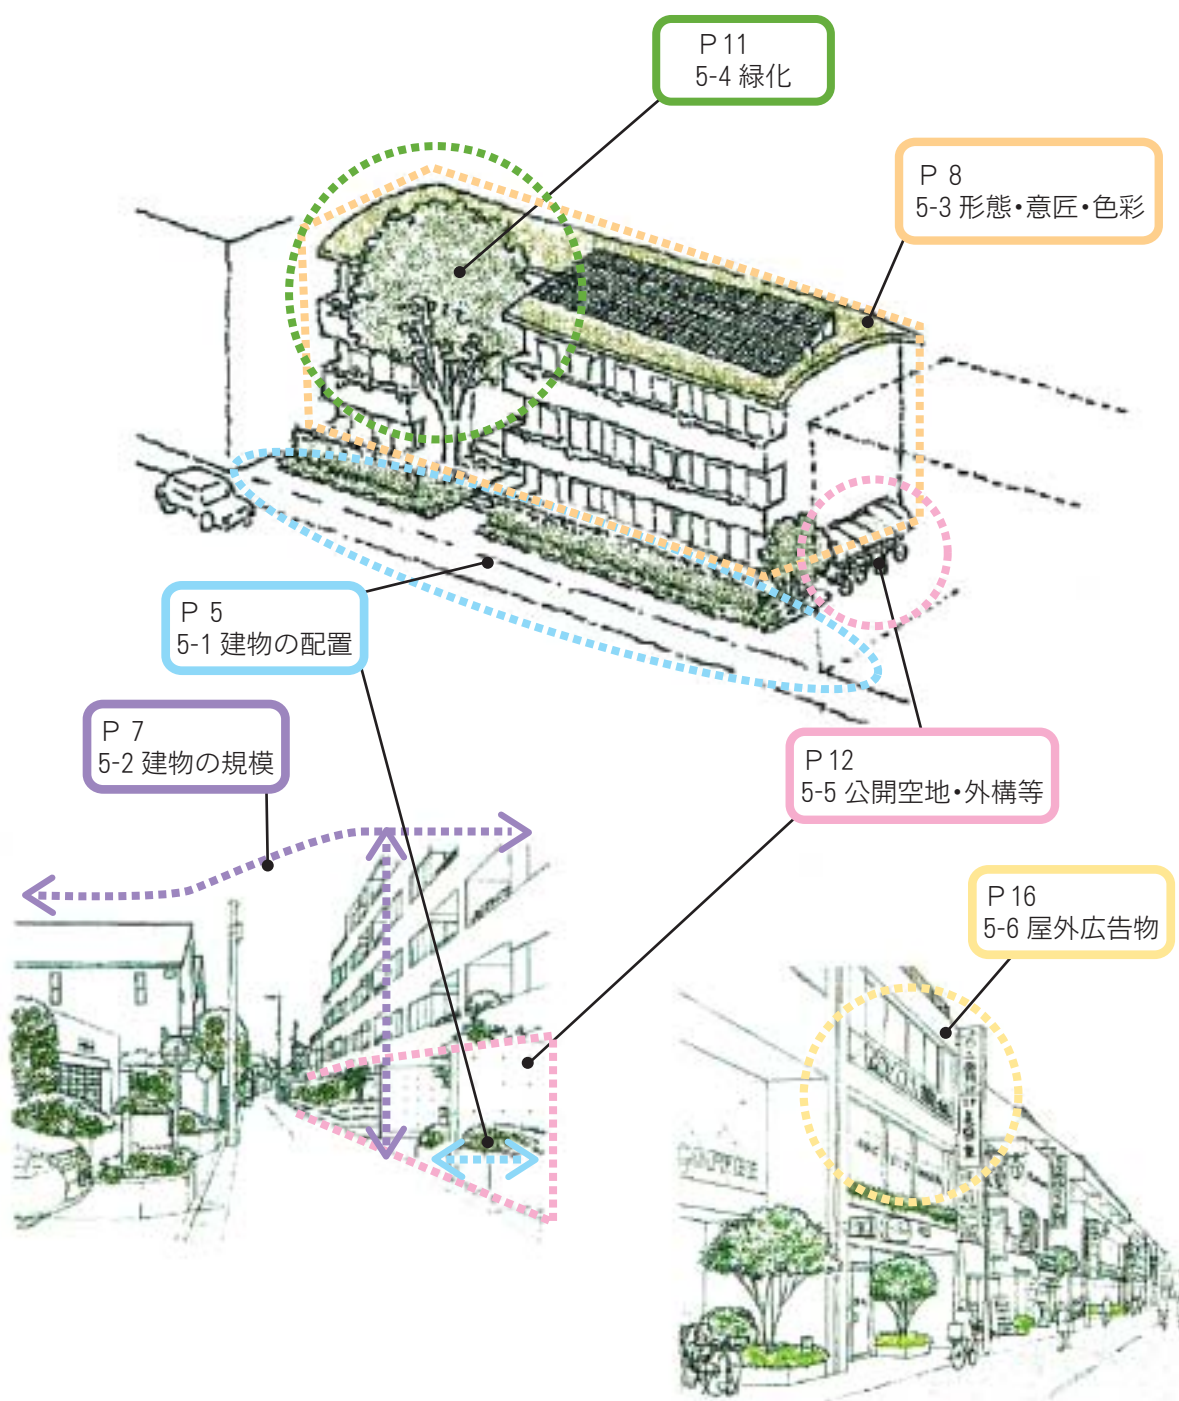 P 11
5-4 緑化
P 8
5-3 形態・意匠・色彩
P 5
5-1 建物の配置
P 7
5-2 建物の規模
P 12
5-5 公開空地・外構等
P 16
5-6 屋外広告物